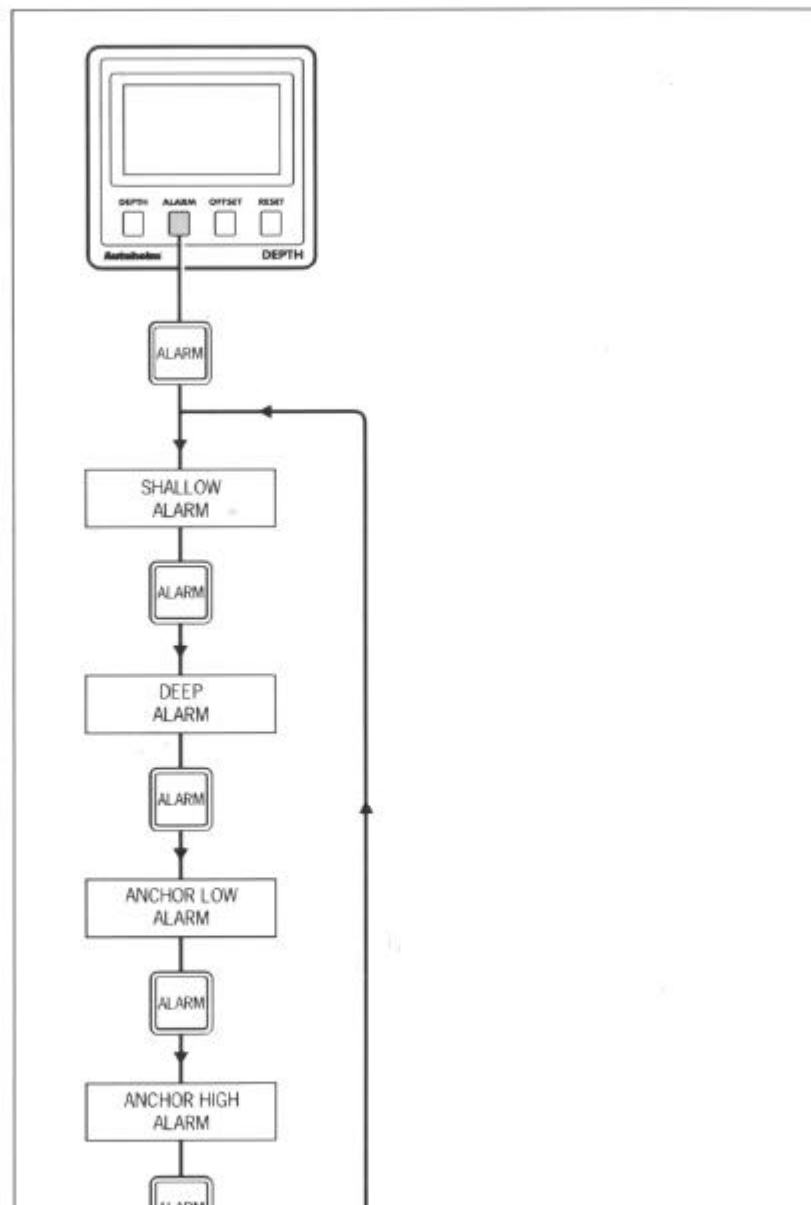 DEPTH ALARM OFFSET RESET
Autohelm DEPTH
ALARM
SHALLOW
ALARM
ALARM
DEEP
ALARM
ALARM
ANCHOR LOW
ALARM
ALARM
ANCHOR HIGH
ALARM
ALARM